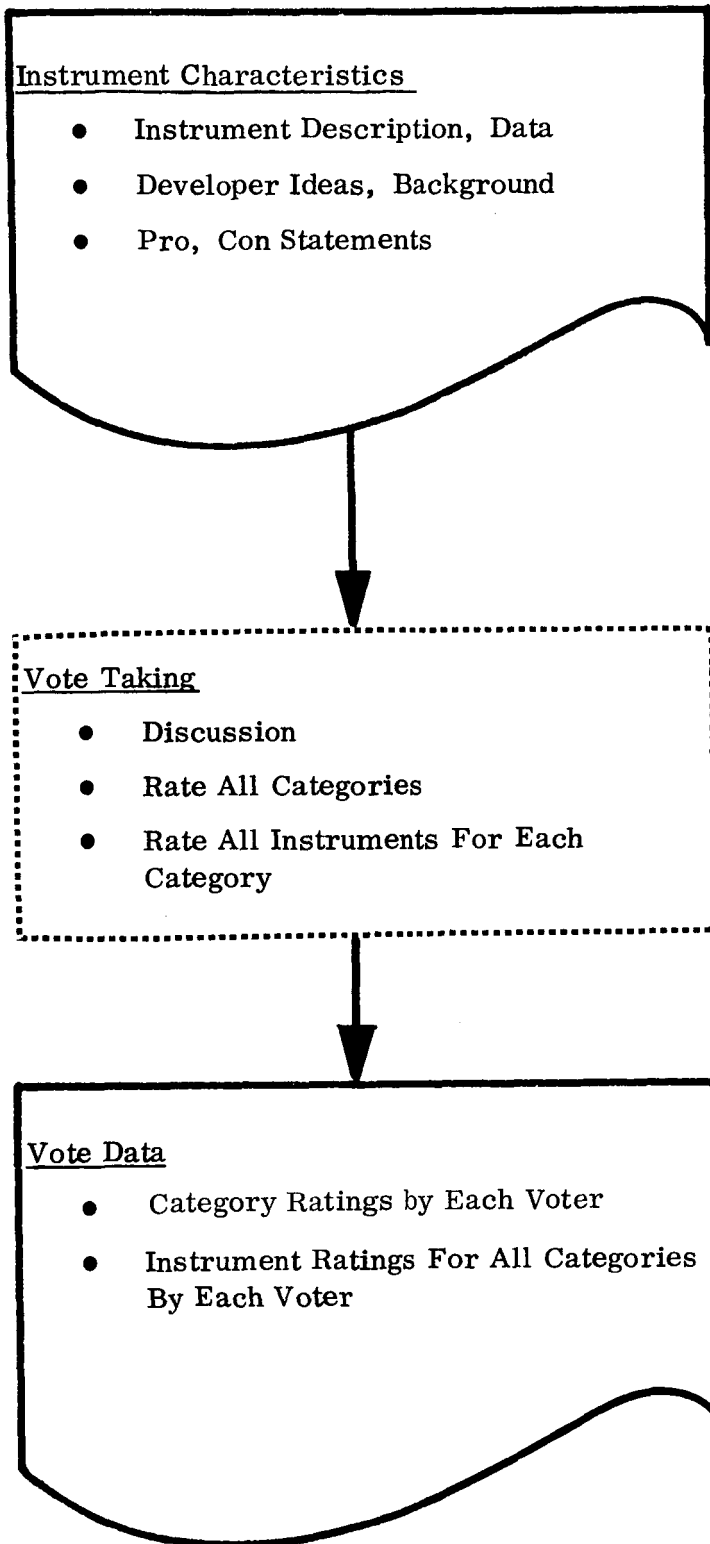 Instrument Characteristics
● Instrument Description, Data
● Developer Ideas, Background
● Pro, Con Statements
Vote Taking
● Discussion
● Rate All Categories
● Rate All Instruments For Each
Category
Vote Data
● Category Ratings by Each Voter
● Instrument Ratings For All Categories
By Each Voter